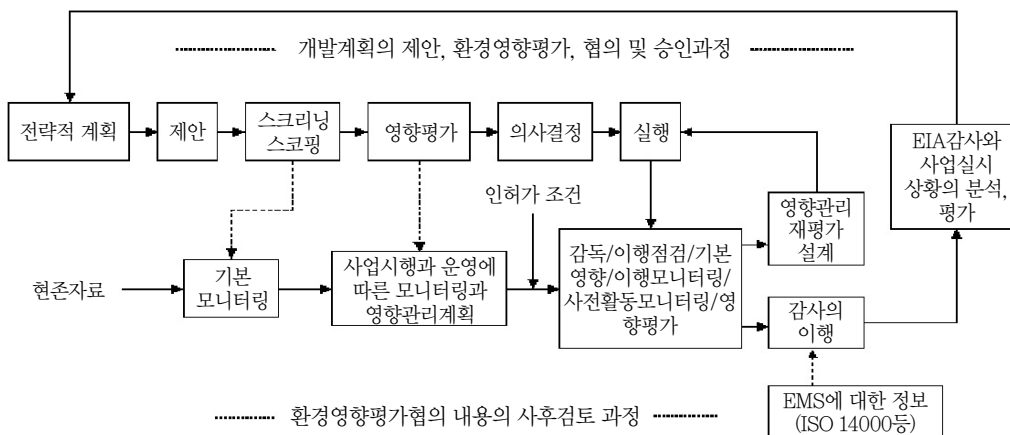 개발계획의 제안, 환경영향평가, 협의 및 승인과정
전략적 계획
제안
스크리닝
스코핑
영향평가
의사결정
실행
EIA감사와
사업실시
상황의 분석,
평가
인허가 조건
영향관리
재평가
설계
현존자료
기본
모니터링
사업시행과 운영에
따른 모니터링과
영향관리계획
감독/이행점검/기본
영향/이행모니터링/
사전활동모니터링/영
향평가
감사의
이행
환경영향평가협의 내용의 사후검토 과정
EMS에 대한 정보
(ISO 14000등)